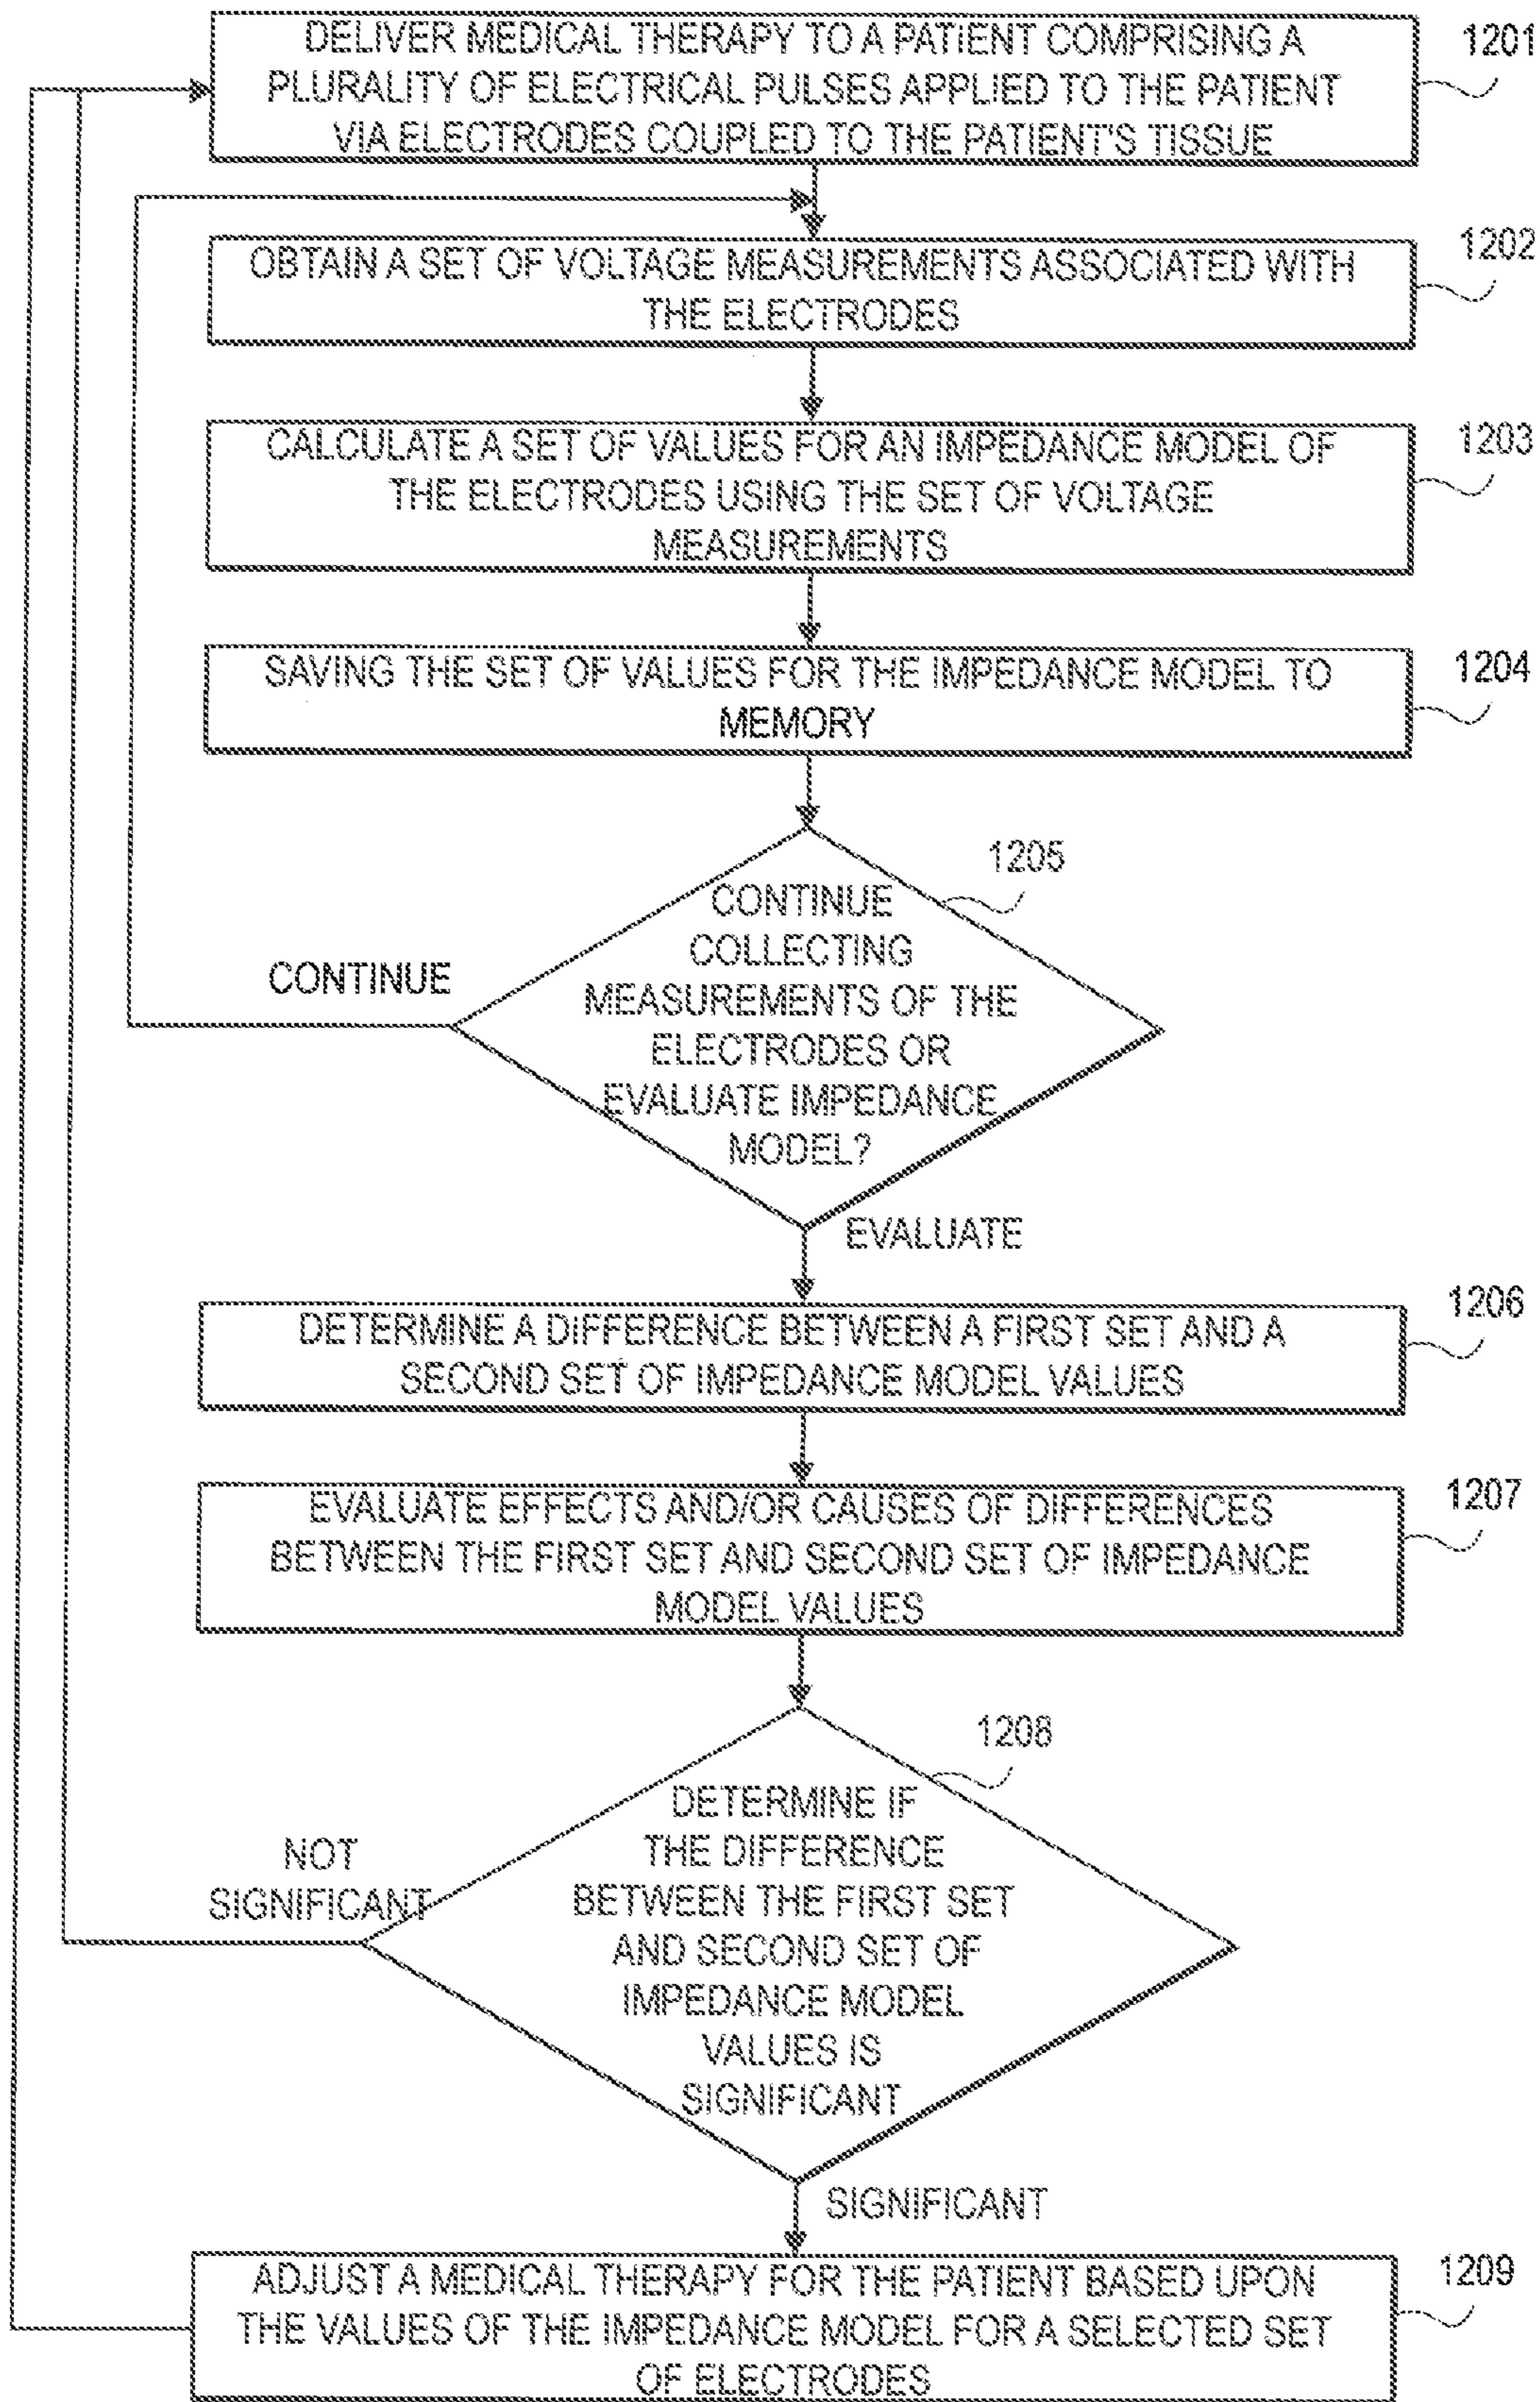 DELIVER MEDICAL THERAPY TO A PATIENT COMPRISING A
PLURALITY OF ELECTRICAL PULSES APPLIED TO THE PATIENT
VIA ELECTRODES COUPLED TO THE PATIENT'S TISSUE
1201
OBTAIN A SET OF VOLTAGE MEASUREMENTS ASSOCIATED WITH
THE ELECTRODES
1202
CALCULATE A SET OF VALUES FOR AN IMPEDANCE MODEL OF
THE ELECTRODES USING THE SET OF VOLTAGE
MEASUREMENTS
1203
SAVING THE SET OF VALUES FOR THE IMPEDANCE MODEL TO
MEMORY
1204
1205
CONTINUE
COLLECTING
MEASUREMENTS OF THE
ELECTRODES OR
EVALUATE IMPEDANCE
MODEL?
CONTINUE
EVALUATE
DETERMINE A DIFFERENCE BETWEEN A FIRST SET AND A
SECOND SET OF IMPEDANCE MODEL VALUES
1206
EVALUATE EFFECTS AND/OR CAUSES OF DIFFERENCES
BETWEEN THE FIRST SET AND SECOND SET OF IMPEDANCE
MODEL VALUES
1207
1208
DETERMINE IF
THE DIFFERENCE
BETWEEN THE FIRST SET
AND SECOND SET OF
IMPEDANCE MODEL
VALUES IS
SIGNIFICANT
NOT
SIGNIFICANT
SIGNIFICANT
ADJUST A MEDICAL THERAPY FOR THE PATIENT BASED UPON
THE VALUES OF THE IMPEDANCE MODEL FOR A SELECTED SET
OF ELECTRODES
1209